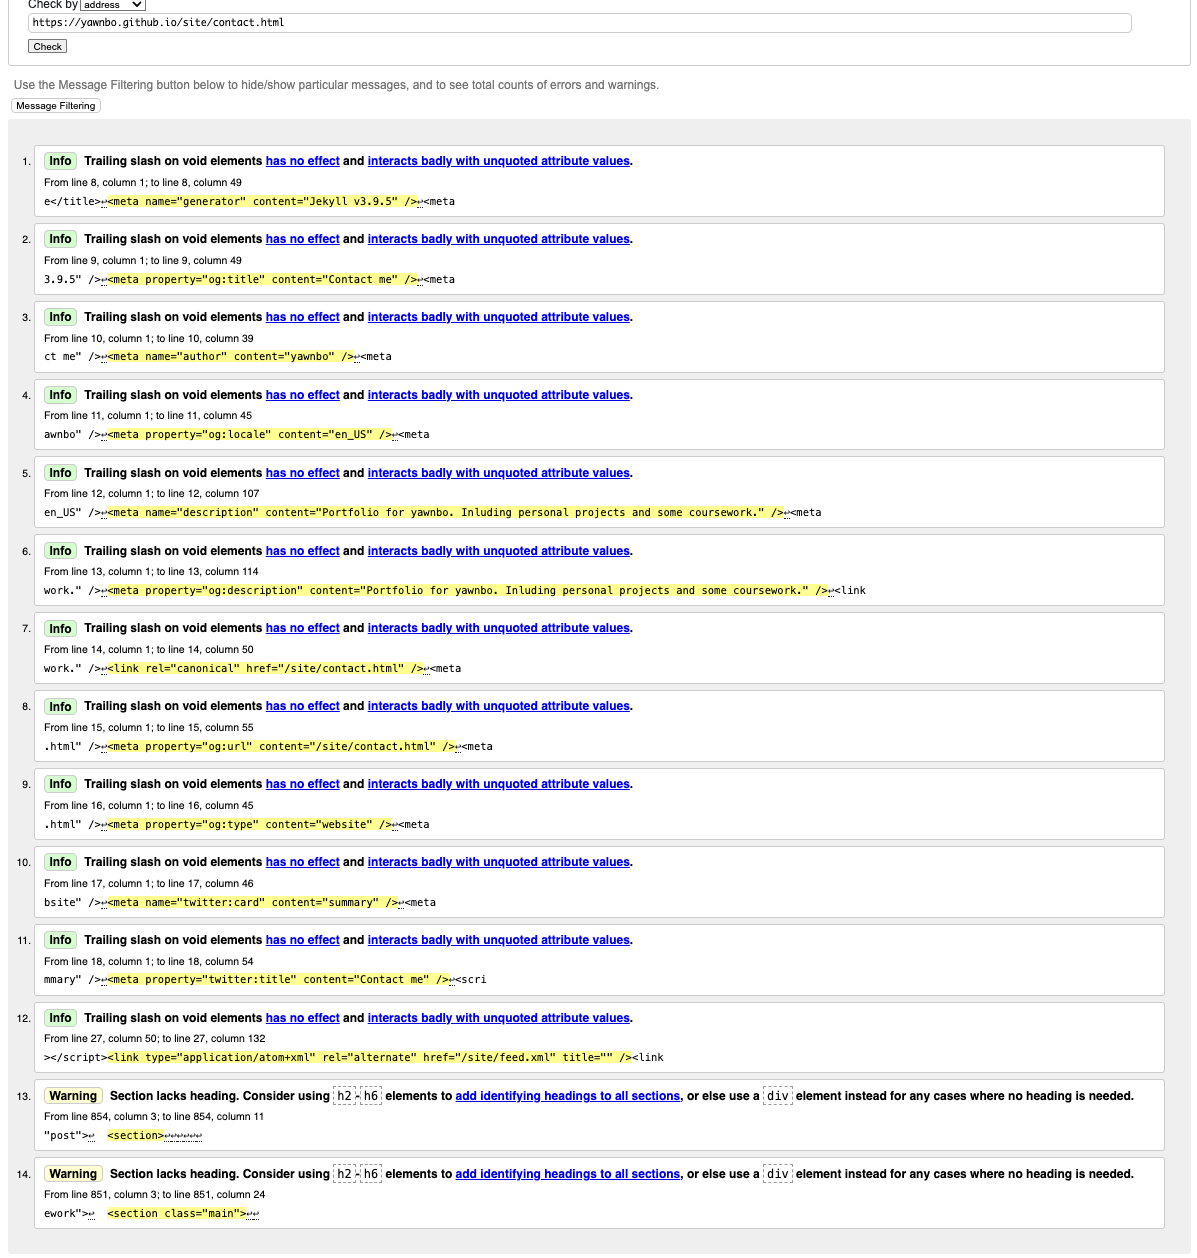 Check by address
https://yawnbo.github.io/site/contact.html
Check
Use the Message Filtering button below to hide/show particular messages, and to see total counts of errors and warnings.
Message Filtering
1. Info Trailing slash on void elements has no effect and interacts badly with unquoted attribute values.
From line 8, column 1; to line 8, column 49
e</title>↩<meta name="generator" content="Jekyll v3.9.5" />↩<meta
2. Info Trailing slash on void elements has no effect and interacts badly with unquoted attribute values.
From line 9, column 1; to line 9, column 49
3.9.5" />↩<meta property="og:title" content="Contact me" />↩<meta
3. Info Trailing slash on void elements has no effect and interacts badly with unquoted attribute values.
From line 10, column 1; to line 10, column 39
ct me" />↩<meta name="author" content="yawnbo" />↩<meta
4. Info Trailing slash on void elements has no effect and interacts badly with unquoted attribute values.
From line 11, column 1; to line 11, column 45
awnbo" />↩<meta property="og:locale" content="en_US" />↩<meta
5. Info Trailing slash on void elements has no effect and interacts badly with unquoted attribute values.
From line 12, column 1; to line 12, column 107
en_US" />↩<meta name="description" content="Portfolio for yawnbo. Inluding personal projects and some coursework." />↩<meta
6. Info Trailing slash on void elements has no effect and interacts badly with unquoted attribute values.
From line 13, column 1; to line 13, column 114
work." />↩<meta property="og:description" content="Portfolio for yawnbo. Inluding personal projects and some coursework." />↩<link
7. Info Trailing slash on void elements has no effect and interacts badly with unquoted attribute values.
From line 14, column 1; to line 14, column 50
work." />↩<link rel="canonical" href="/site/contact.html" />↩<meta
8. Info Trailing slash on void elements has no effect and interacts badly with unquoted attribute values.
From line 15, column 1; to line 15, column 55
.html" />↩<meta property="og:url" content="/site/contact.html" />↩<meta
9. Info Trailing slash on void elements has no effect and interacts badly with unquoted attribute values.
From line 16, column 1; to line 16, column 45
.html" />↩<meta property="og:type" content="website" />↩<meta
10. Info Trailing slash on void elements has no effect and interacts badly with unquoted attribute values.
From line 17, column 1; to line 17, column 46
bsite" />↩<meta name="twitter:card" content="summary" />↩<meta
11. Info Trailing slash on void elements has no effect and interacts badly with unquoted attribute values.
From line 18, column 1; to line 18, column 54
mmary" />↩<meta property="twitter:title" content="Contact me" />↩<scri
12. Info Trailing slash on void elements has no effect and interacts badly with unquoted attribute values.
From line 27, column 50; to line 27, column 132
></script><link type="application/atom+xml" rel="alternate" href="/site/feed.xml" title="" /><link
13. Warning Section lacks heading. Consider using h2-h6 elements to add identifying headings to all sections, or else use a div element instead for any cases where no heading is needed.
From line 854, column 3; to line 854, column 11
"post">↩  <section>↩↩↩↩↩↩
14. Warning Section lacks heading. Consider using h2-h6 elements to add identifying headings to all sections, or else use a div element instead for any cases where no heading is needed.
From line 851, column 3; to line 851, column 24
ework">↩  <section class="main">↩↩